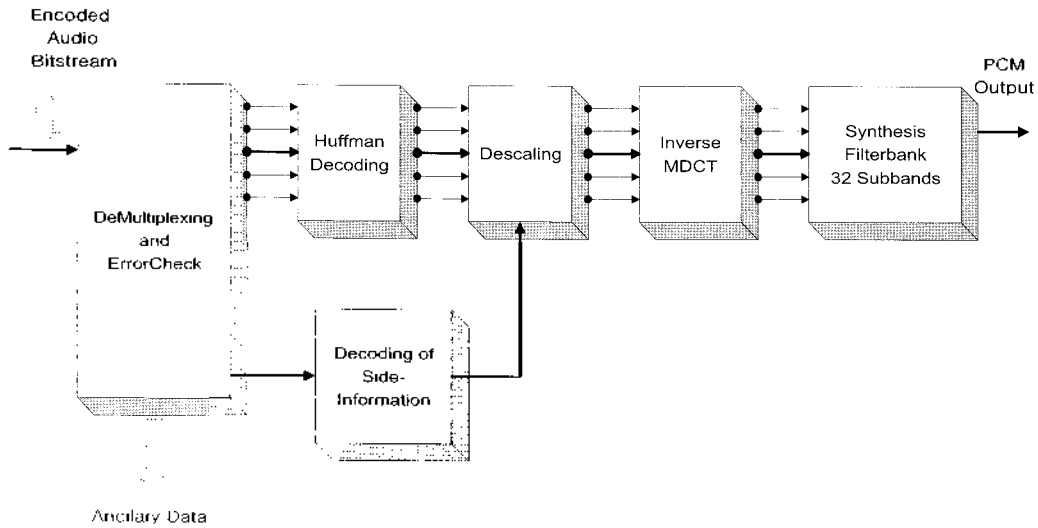 Encoded
Audio
Bitstream
PCM
Output
Huffman
Decoding
Descaling
Inverse
MDCT
Synthesis
Filterbank
32 Subbands
DeMultiplexing
and
ErrorCheck
Decoding of
Side-
Information
Ancilary Data